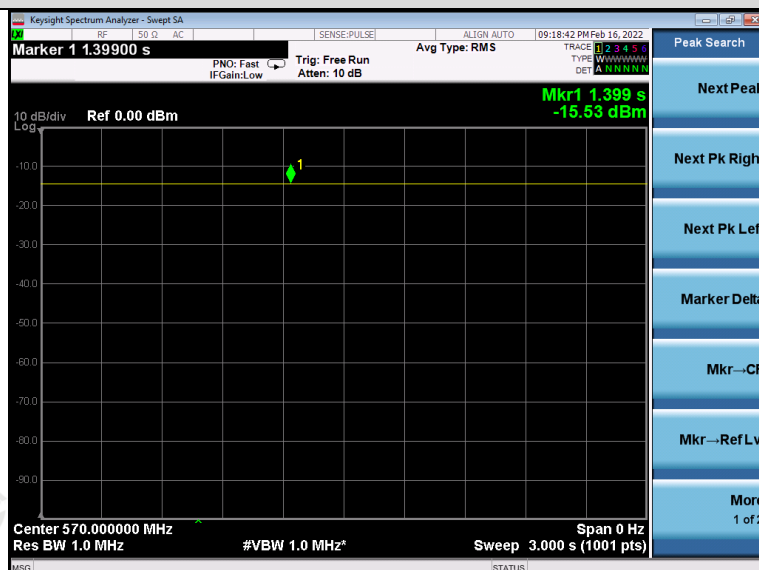 Keysight Spectrum Analyzer - Swept SA
LXI RF 50 Ω AC SENSE:PULSE ALIGN AUTO 09:18:42 PM Feb 16, 2022
Marker 1 1.39900 s
PNO: Fast
IFGain:Low
Trig: Free Run
Atten: 10 dB
Avg Type: RMS
TRACE 1 2 3 4 5 6
TYPE WWWWWW
DET A N N N N N
Mkr1 1.399 s
-15.53 dBm
10 dB/div Ref 0.00 dBm
Log
1
-10.0
-20.0
-30.0
-40.0
-50.0
-60.0
-70.0
-80.0
-90.0
Center 570.000000 MHz Span 0 Hz
Res BW 1.0 MHz #VBW 1.0 MHz* Sweep 3.000 s (1001 pts)
MSG STATUS
Peak Search
Next Peak
Next Pk Righ
Next Pk Lef
Marker Delta
Mkr→CF
Mkr→Ref Lv
More
1 of 2